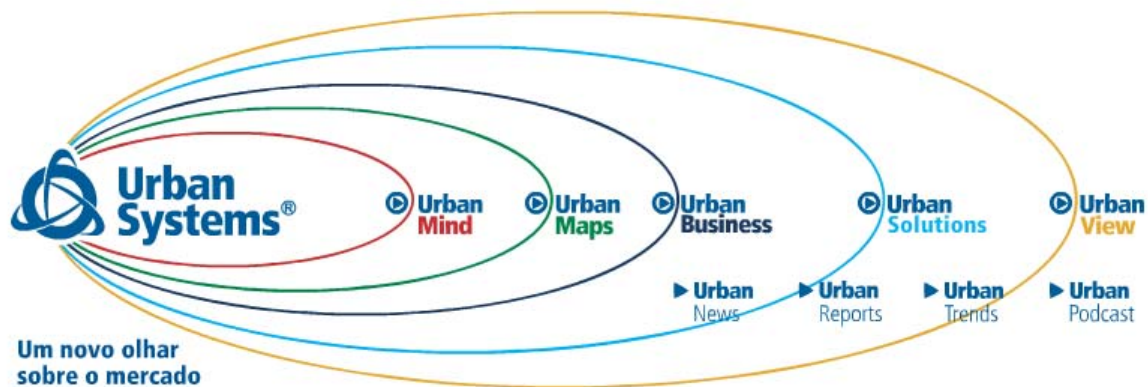 Urban
Systems®
Urban
Mind
Urban
Maps
Urban
Business
Urban
Solutions
Urban
View
Urban
News
Urban
Reports
Urban
Trends
Urban
Podcast
Um novo olhar
sobre o mercado